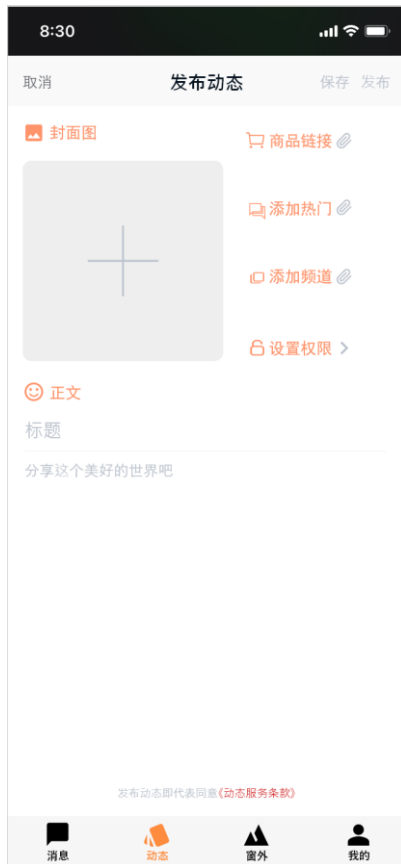 8:30
取消 发布动态 保存 发布
封面图
商品链接
添加热门
添加频道
设置权限
正文
标题
分享这个美好的世界吧
发布动态即代表同意《动态服务条款》
消息 动态 窗外 我的